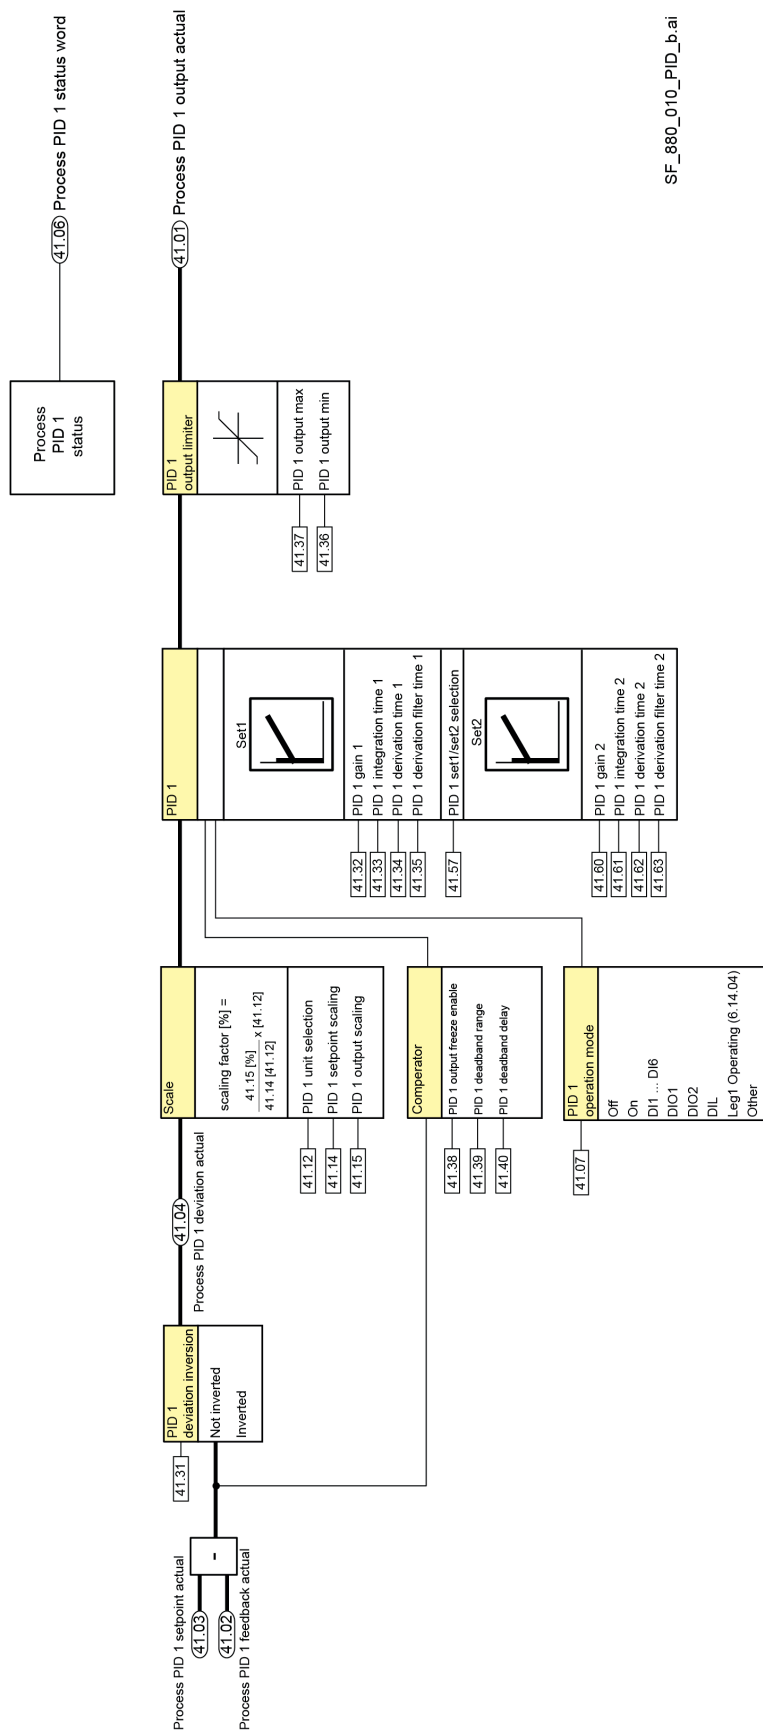 Process PID 1 setpoint actual
41.03
41.02
Process PID 1 feedback actual
-
41.31
PID 1
deviation inversion
Not inverted
Inverted
41.04
Process PID 1 deviation actual
Scale
scaling factor [%] =
41.15 [%]
41.14 [41.12]
x [41.12]
41.12
PID 1 unit selection
41.14
PID 1 setpoint scaling
41.15
PID 1 output scaling
Comperator
41.38
PID 1 output freeze enable
41.39
PID 1 deadband range
41.40
PID 1 deadband delay
41.07
PID 1
operation mode
Off
On
DI1 ... DI6
DIO1
DIO2
DIL
Leg1 Operating (6.14.04)
Other
PID 1
Set1
41.32
PID 1 gain 1
41.33
PID 1 integration time 1
41.34
PID 1 derivation time 1
41.35
PID 1 derivation filter time 1
41.57
PID 1 set1/set2 selection
Set2
41.60
PID 1 gain 2
41.61
PID 1 integration time 2
41.62
PID 1 derivation time 2
41.63
PID 1 derivation filter time 2
PID 1
output limiter
41.37
PID 1 output max
41.36
PID 1 output min
Process
PID 1
status
41.06 Process PID 1 status word
41.01 Process PID 1 output actual
SF_880_010_PID_b.ai